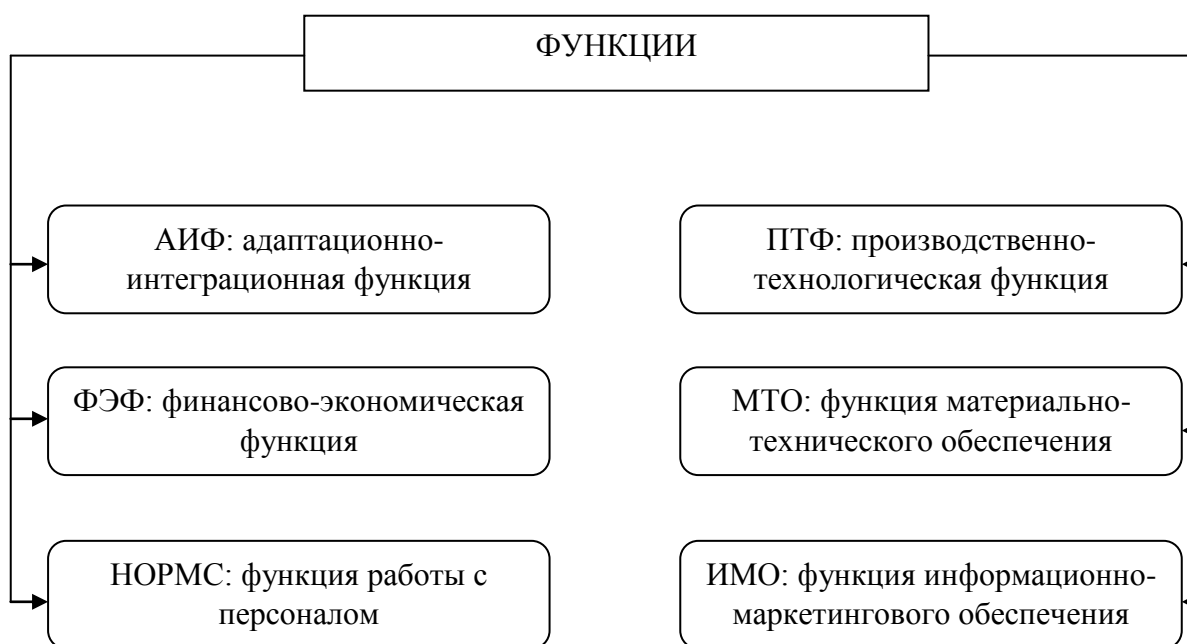 ФУНКЦИИ
АИФ: адаптационно-
интеграционная функция
ПТФ: производственно-
технологическая функция
ФЭФ: финансово-экономическая
функция
МТО: функция материально-
технического обеспечения
НОРМС: функция работы с
персоналом
ИМО: функция информационно-
маркетингового обеспечения